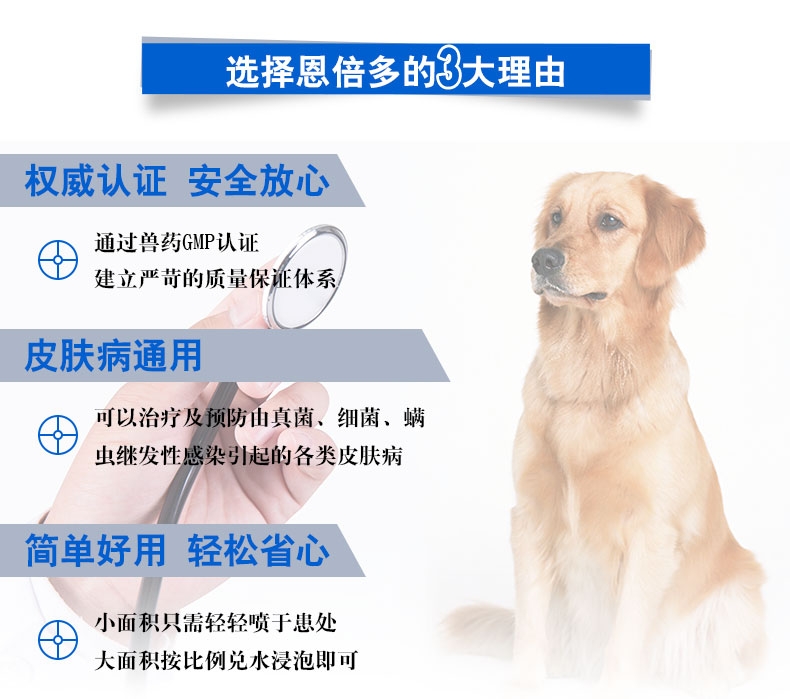 选择恩倍多的3大理由
权威认证 安全放心
通过兽药GMP认证
建立严苛的质量保证体系
皮肤病通用
可以治疗及预防由真菌、细菌、螨
虫继发性感染引起的各类皮肤病
简单好用 轻松省心
小面积只需轻轻喷于患处
大面积按比例兑水浸泡即可